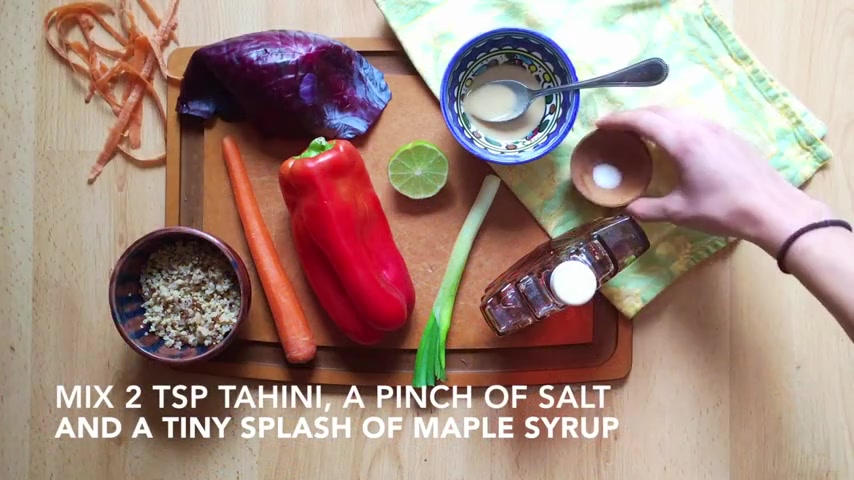 MIX 2 TSP TAHINI, A PINCH OF SALT
AND A TINY SPLASH OF MAPLE SYRUP